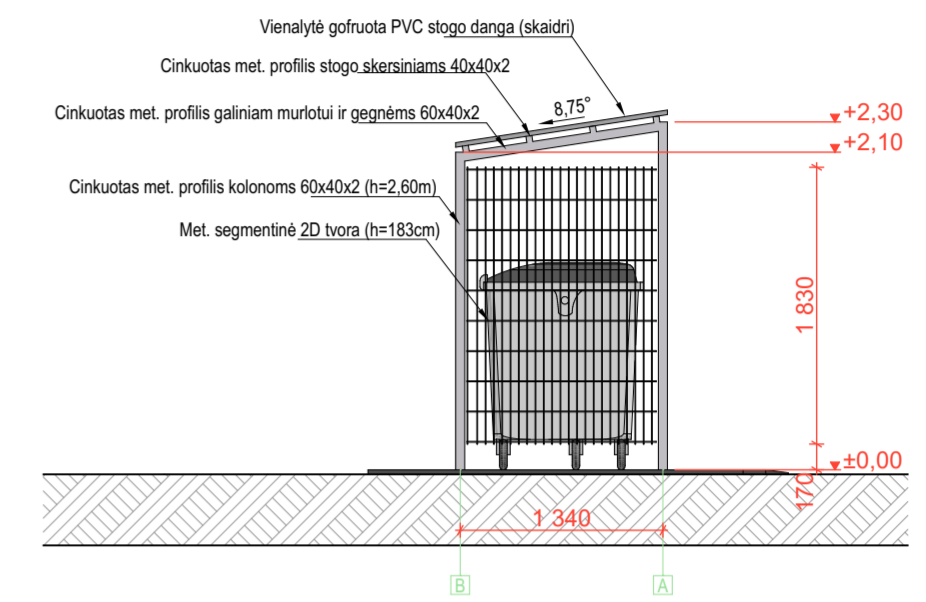 Vienalytė gofruota PVC stogo danga (skaidri)
Cinkuotas met. profilis stogo skersiniams 40x40x2
8,75°
Cinkuotas met. profilis galiniam murlotui ir gegnėms 60x40x2
+2,30
+2,10
Cinkuotas met. profilis kolonoms 60x40x2 (h=2,60m)
Met. segmentinė 2D tvora (h=183cm)
1 830
±0,00
170
1 340
B
A